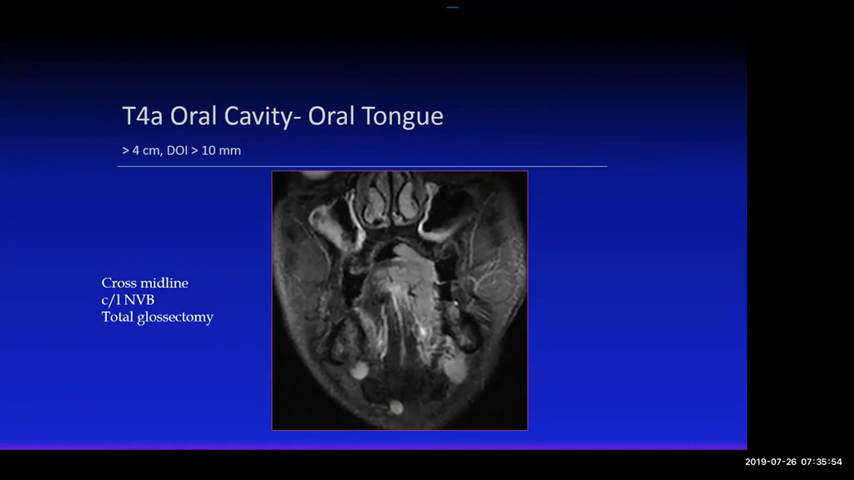 T4a Oral Cavity- Oral Tongue
> 4 cm, DOI > 10 mm
Cross midline
c/l NVB
Total glossectomy
2019-07-26 07:35:54